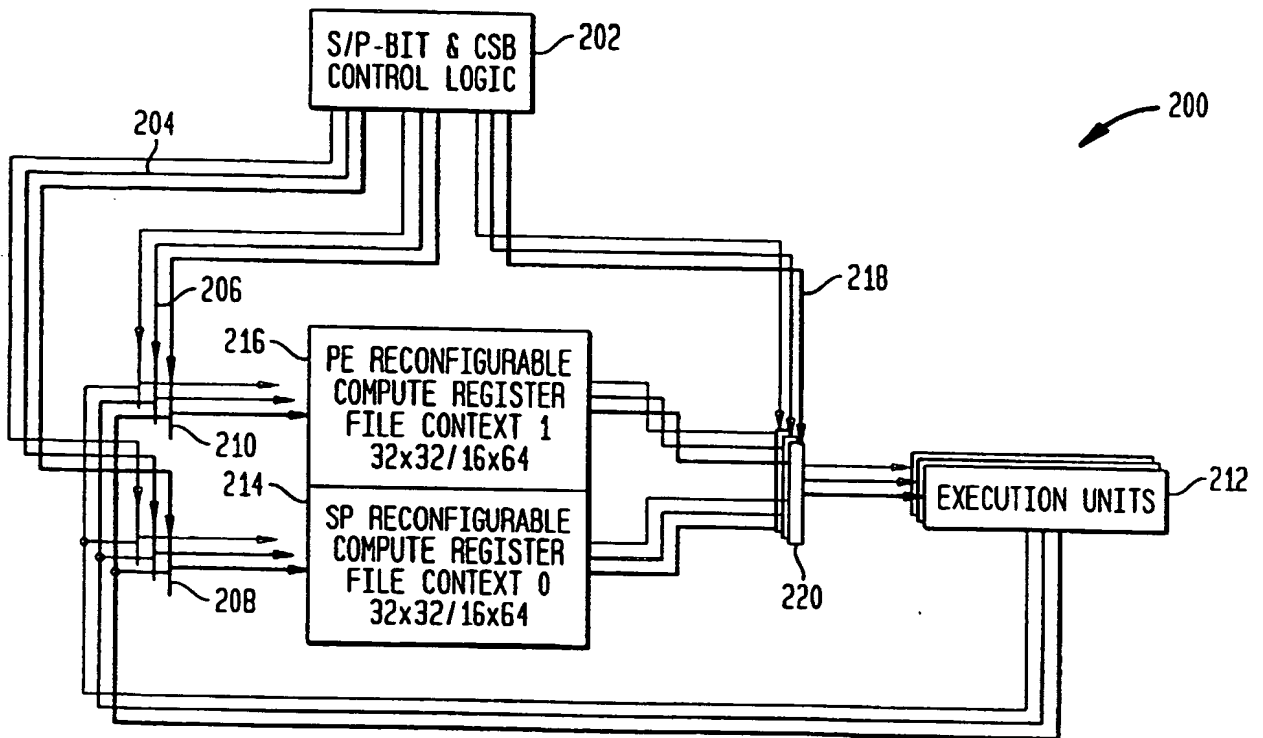 S/P-BIT & CSB
CONTROL LOGIC
202
200
204
206
218
216
PE RECONFIGURABLE
COMPUTE REGISTER
FILE CONTEXT 1
32x32/16x64
210
214
SP RECONFIGURABLE
COMPUTE REGISTER
FILE CONTEXT 0
32x32/16x64
208
EXECUTION UNITS
212
220